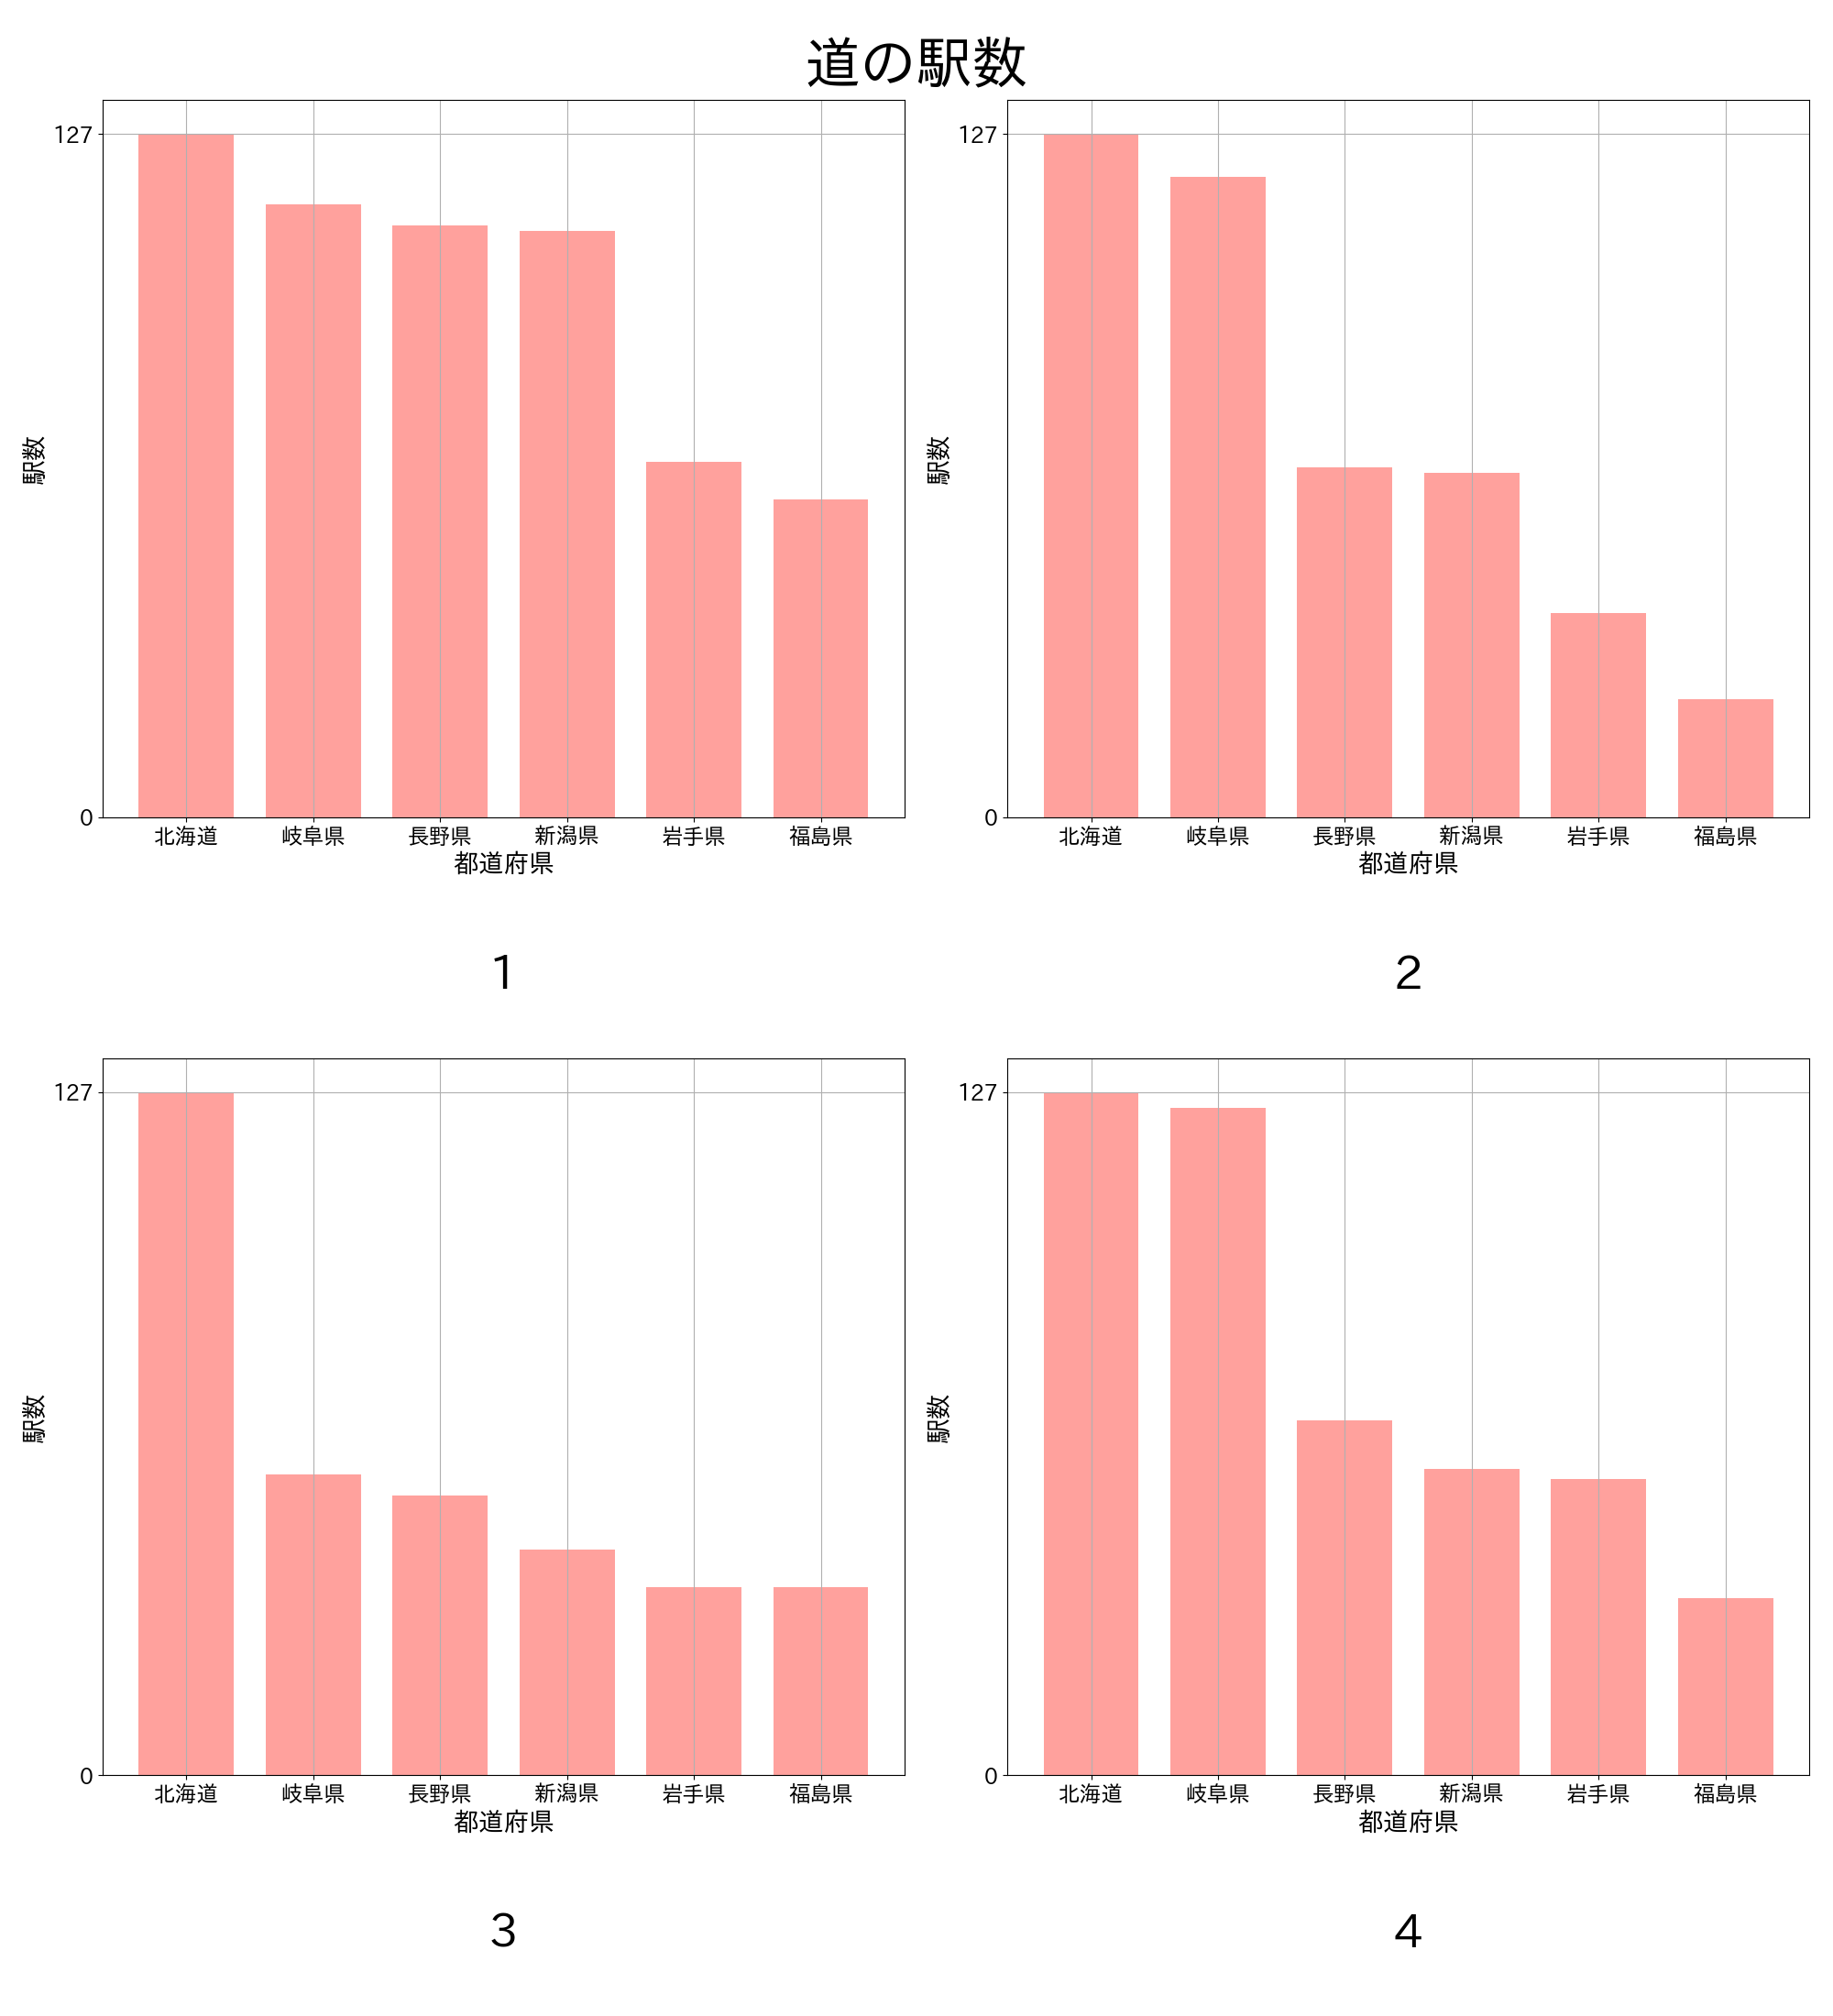 道の駅数
127
0
駅数
北海道 岐阜県 長野県 新潟県 岩手県 福島県
都道府県
1
127
0
駅数
北海道 岐阜県 長野県 新潟県 岩手県 福島県
都道府県
2
127
0
駅数
北海道 岐阜県 長野県 新潟県 岩手県 福島県
都道府県
3
127
0
駅数
北海道 岐阜県 長野県 新潟県 岩手県 福島県
都道府県
4